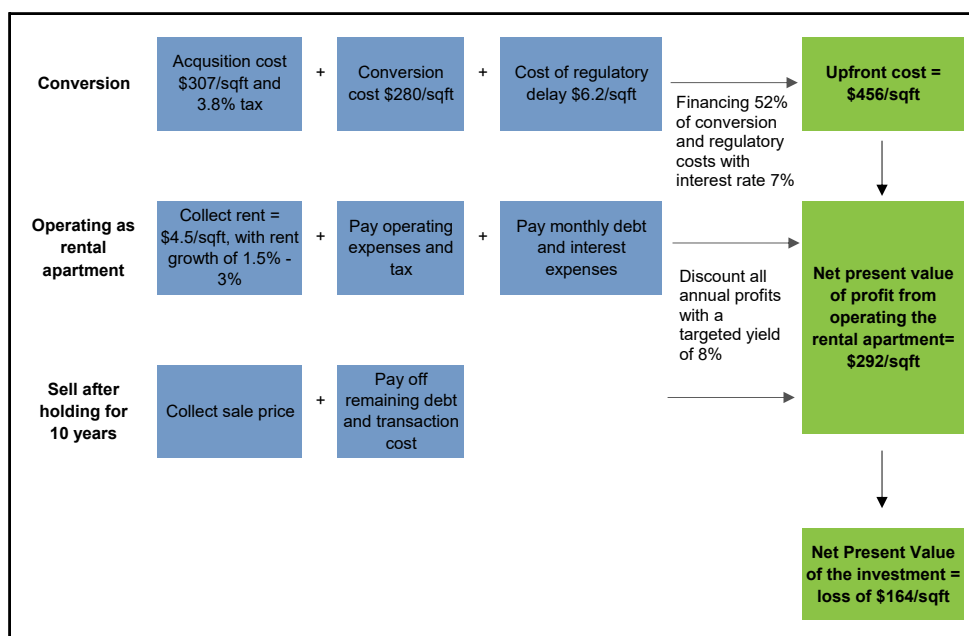 Conversion
Acqusition cost
$307/sqft and
3.8% tax
+
Conversion
cost $280/sqft
+
Cost of regulatory
delay $6.2/sqft
Financing 52%
of conversion
and regulatory
costs with
interest rate 7%
Upfront cost =
$456/sqft
Operating as
rental
apartment
Collect rent =
$4.5/sqft, with rent
growth of 1.5% -
3%
+
Pay operating
expenses and
tax
+
Pay monthly debt
and interest
expenses
Discount all
annual profits
with a
targeted yield
of 8%
Net present value
of profit from
operating the
rental apartment=
$292/sqft
Sell after
holding for
10 years
Collect sale price
+
Pay off
remaining debt
and transaction
cost
Net Present Value
of the investment =
loss of $164/sqft